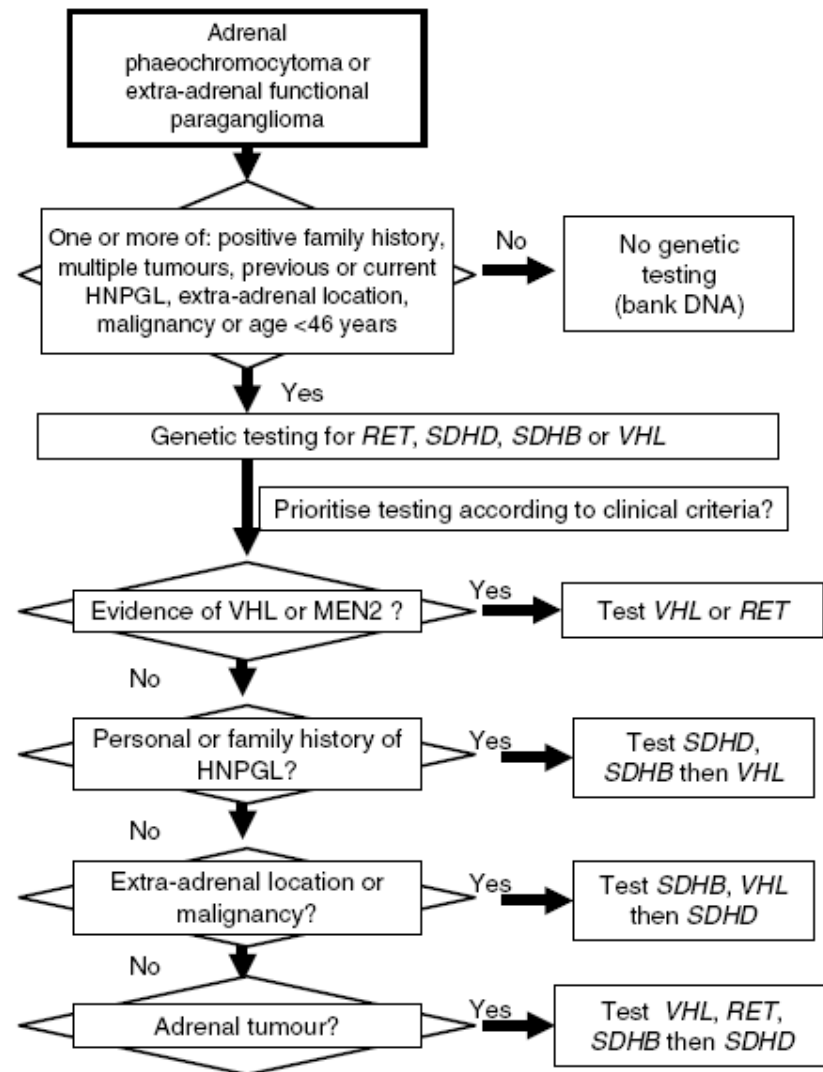 Adrenal
phaeochromocytoma or
extra-adrenal functional
paraganglioma
One or more of: positive family history,
multiple tumours, previous or current
HNPGL, extra-adrenal location,
malignancy or age <46 years
No
No genetic
testing
(bank DNA)
Yes
Genetic testing for RET, SDHD, SDHB or VHL
Prioritise testing according to clinical criteria?
Evidence of VHL or MEN2 ?
Yes
Test VHL or RET
No
Personal or family history of
HNPGL?
Yes
Test SDHD,
SDHB then VHL
No
Extra-adrenal location or
malignancy?
Yes
Test SDHB, VHL
then SDHD
No
Adrenal tumour?
Yes
Test VHL, RET,
SDHB then SDHD